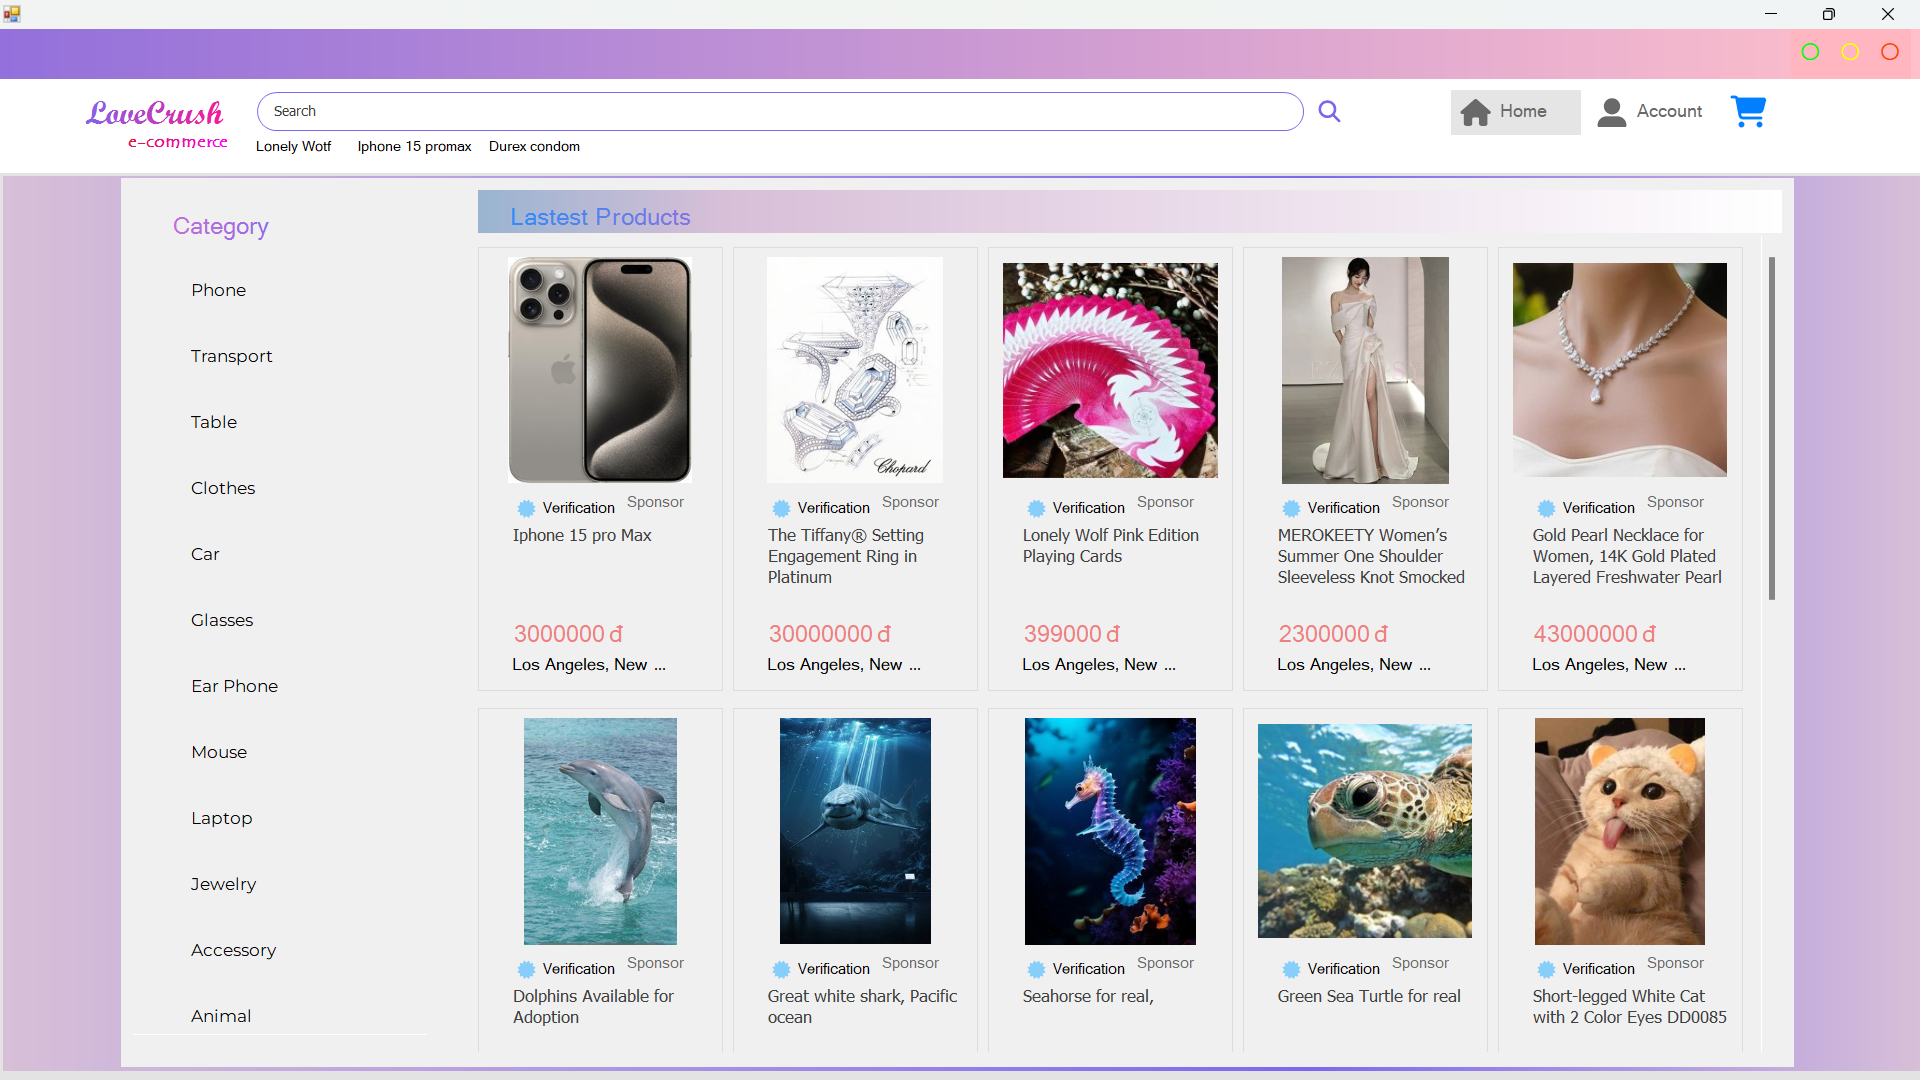 LoveCrush
e-commerce
Search
Home
Account
Lonely Wotf
Iphone 15 promax
Durex condom
Category
Phone
Transport
Table
Clothes
Car
Glasses
Ear Phone
Mouse
Laptop
Jewelry
Accessory
Animal
Lastest Products
Chopard
Verification
Sponsor
Iphone 15 pro Max
3000000 đ
Los Angeles, New ...
Verification
Sponsor
The Tiffany® Setting
Engagement Ring in
Platinum
30000000 đ
Los Angeles, New ...
Verification
Sponsor
Lonely Wolf Pink Edition
Playing Cards
399000 đ
Los Angeles, New ...
Verification
Sponsor
MEROKEETY Women’s
Summer One Shoulder
Sleeveless Knot Smocked
2300000 đ
Los Angeles, New ...
Verification
Sponsor
Gold Pearl Necklace for
Women, 14K Gold Plated
Layered Freshwater Pearl
43000000 đ
Los Angeles, New ...
Verification
Sponsor
Dolphins Available for
Adoption
Verification
Sponsor
Great white shark, Pacific
ocean
Verification
Sponsor
Seahorse for real,
Verification
Sponsor
Green Sea Turtle for real
Verification
Sponsor
Short-legged White Cat
with 2 Color Eyes DD0085